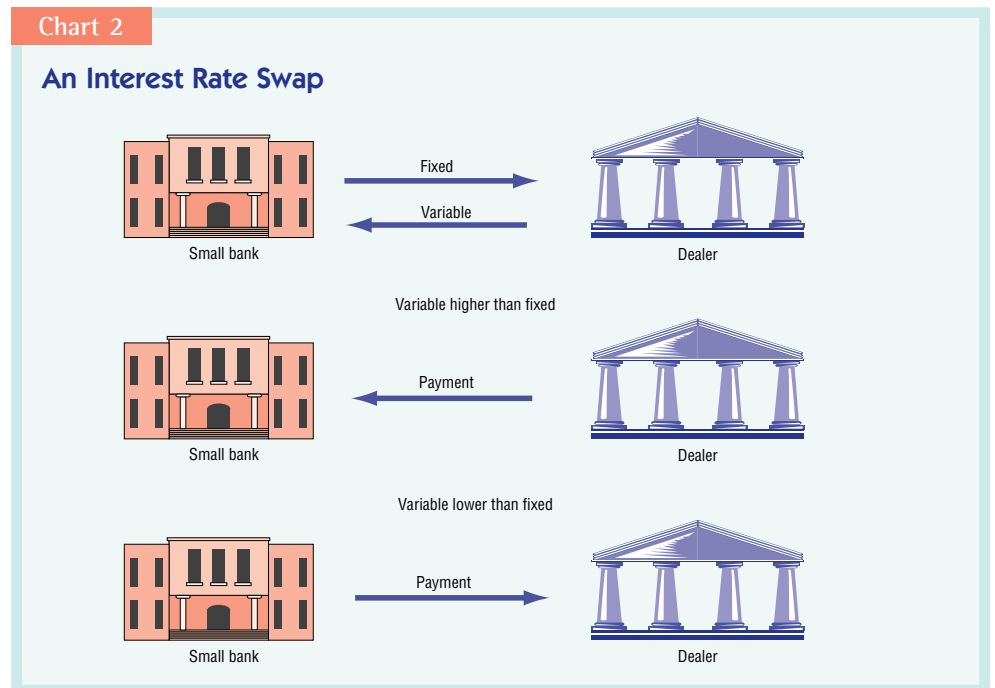 Chart 2
An Interest Rate Swap
Fixed
Variable
Small bank
Dealer
Variable higher than fixed
Payment
Small bank
Dealer
Variable lower than fixed
Payment
Small bank
Dealer